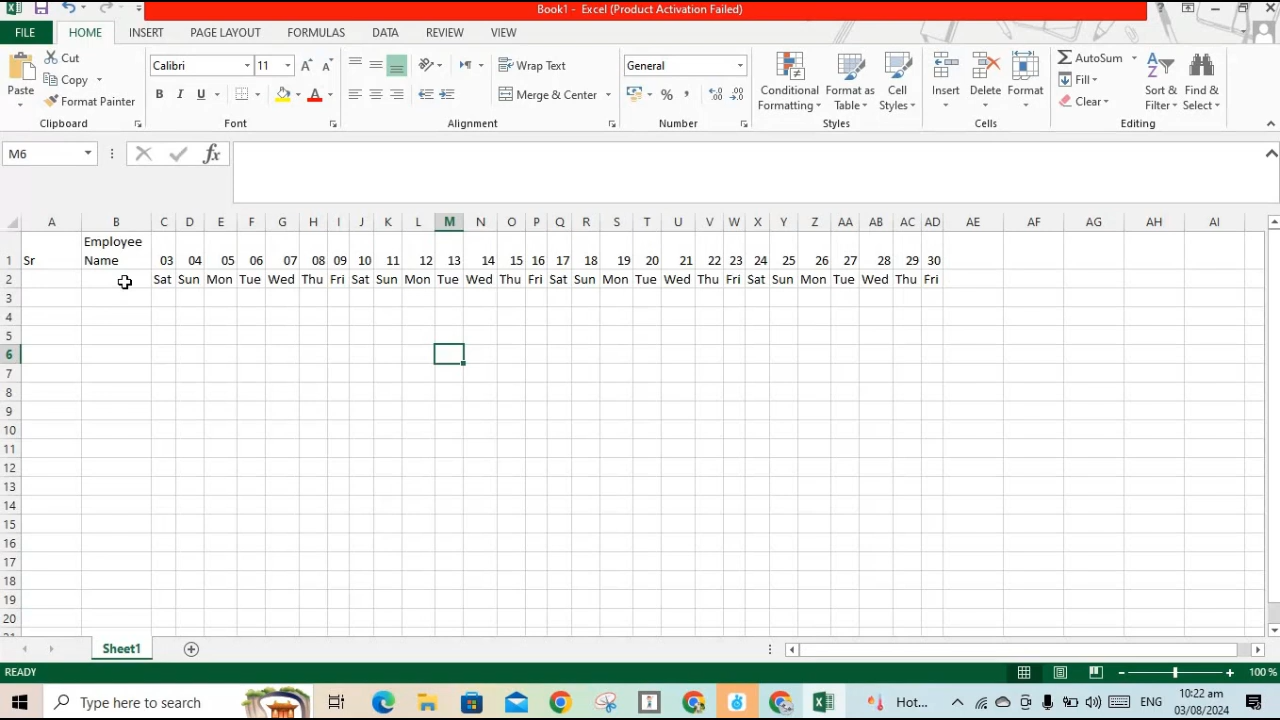 Book1 - Excel (Product Activation Failed)
FILE HOME INSERT PAGE LAYOUT FORMULAS DATA REVIEW VIEW
Cut Calibri 11 Wrap Text General AutoSum
Copy Fill
Paste Format Painter B I U Merge & Center % , Conditional Formatting Format as Table Cell Styles Insert Delete Format Clear Sort & Filter Find & Select
Clipboard Font Alignment Number Styles Cells Editing
M6 fx
A B C D E F G H I J K L M N O P Q R S T U V W X Y Z AA AB AC AD AE AF AG AH AI
1 Sr Employee Name 03 04 05 06 07 08 09 10 11 12 13 14 15 16 17 18 19 20 21 22 23 24 25 26 27 28 29 30
2 Sat Sun Mon Tue Wed Thu Fri Sat Sun Mon Tue Wed Thu Fri Sat Sun Mon Tue Wed Thu Fri Sat Sun Mon Tue Wed Thu Fri
3
4
5
6
7
8
9
10
11
12
13
14
15
16
17
18
19
20
Sheet1
READY 100 %
Type here to search Hot... ENG 10:22 am
03/08/2024